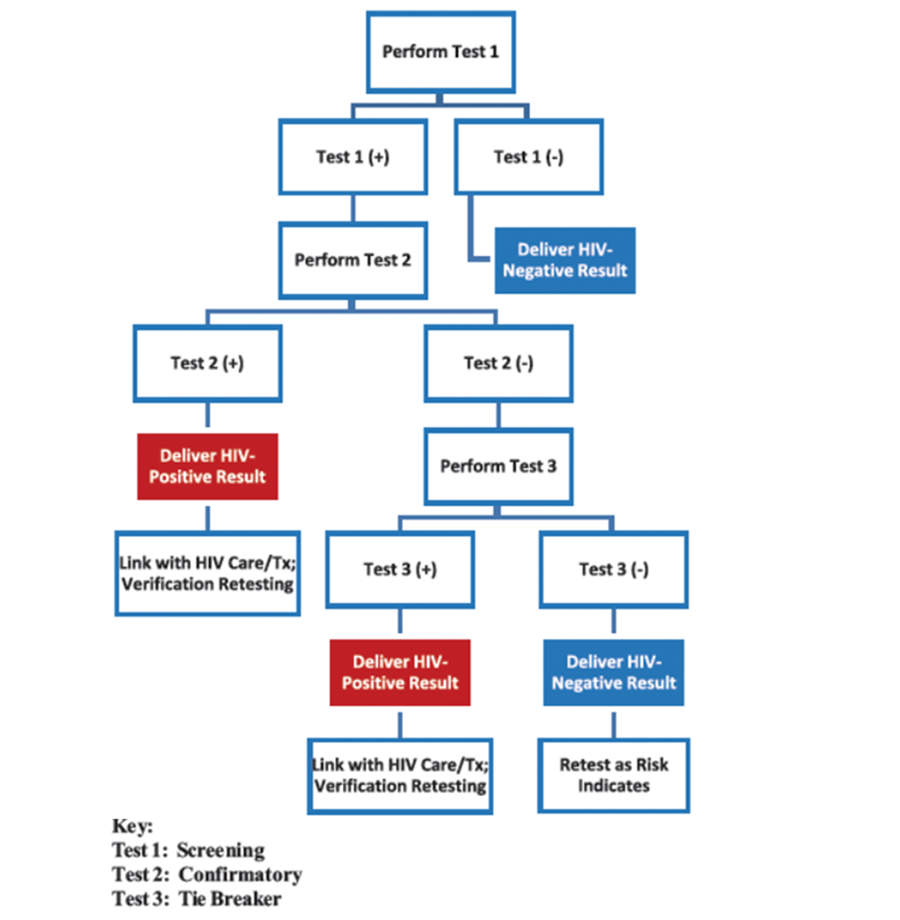 Perform Test 1
Test 1 (+)
Test 1 (-)
Perform Test 2
Deliver HIV-
Negative Result
Test 2 (+)
Test 2 (-)
Deliver HIV-
Positive Result
Perform Test 3
Link with HIV Care/Tx;
Verification Retesting
Test 3 (+)
Test 3 (-)
Deliver HIV-
Positive Result
Deliver HIV-
Negative Result
Link with HIV Care/Tx;
Verification Retesting
Retest as Risk
Indicates
Key:
Test 1: Screening
Test 2: Confirmatory
Test 3: Tie Breaker